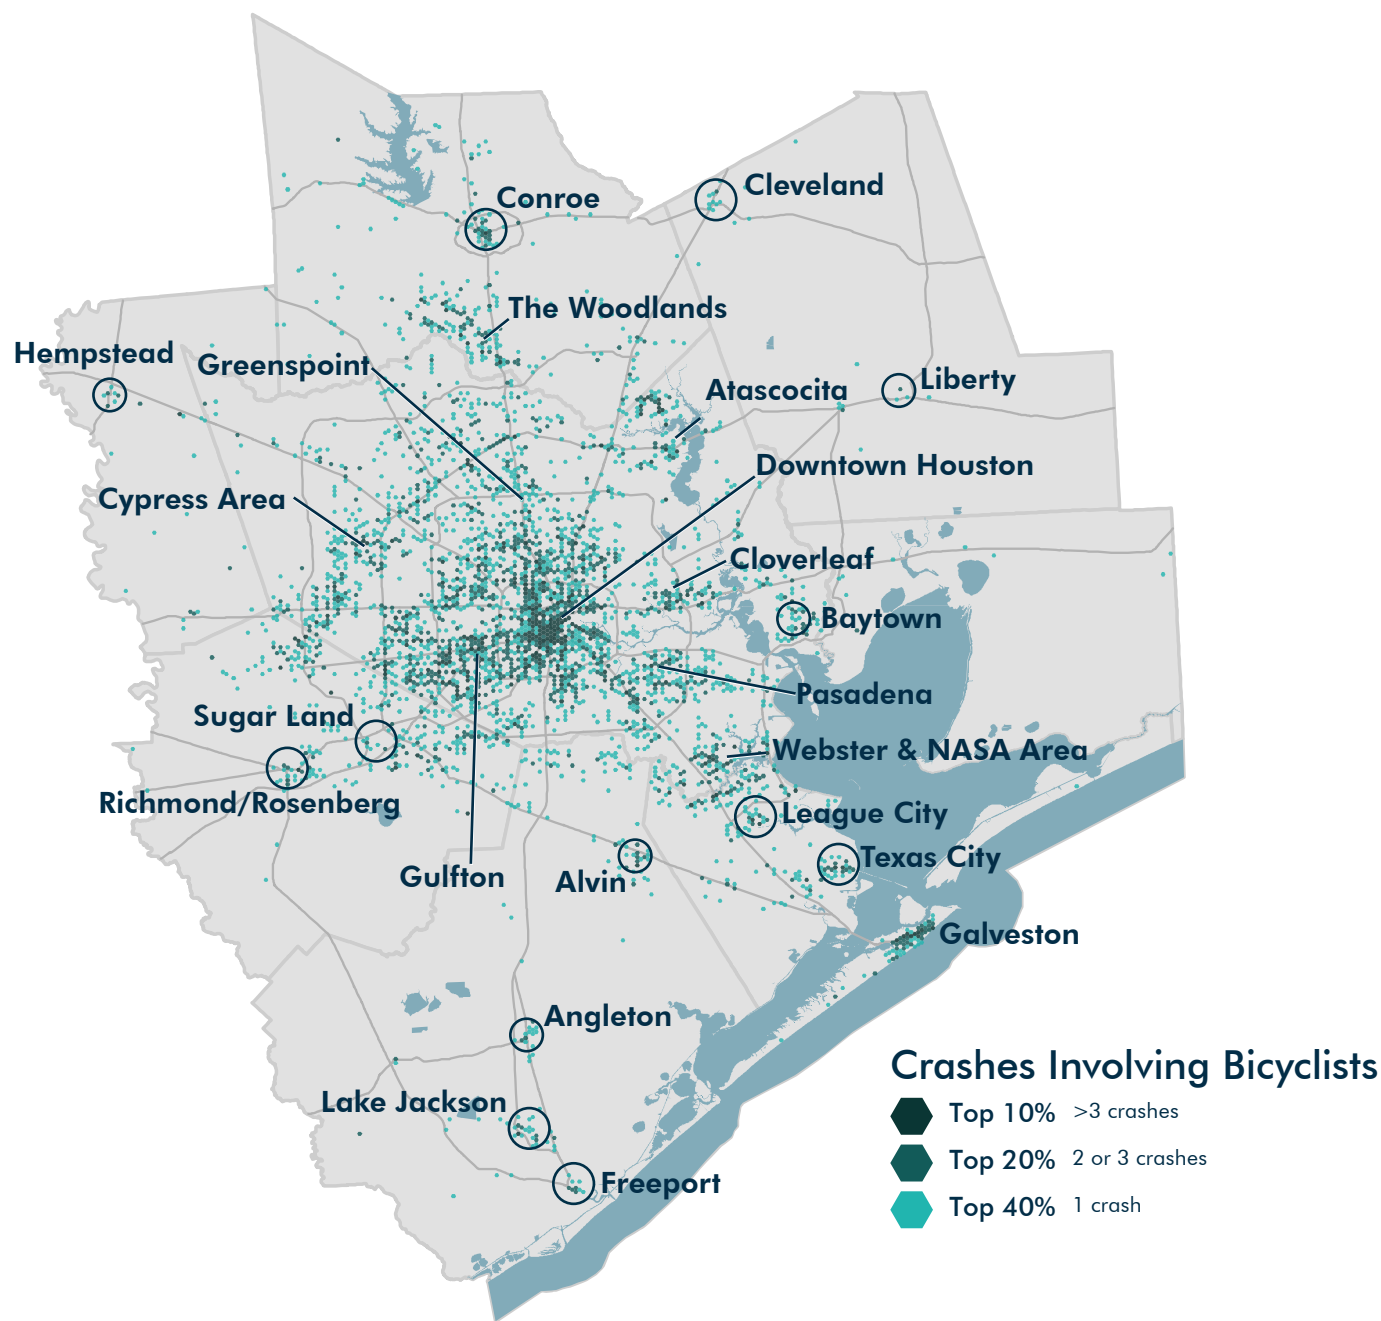 Cleveland
Conroe
The Woodlands
Hempstead
Greenspoint
Liberty
Atascocita
Downtown Houston
Cypress Area
Cloverleaf
Baytown
Pasadena
Sugar Land
Webster & NASA Area
Richmond/Rosenberg
League City
Texas City
Gulfton
Alvin
Galveston
Angleton
Lake Jackson
Freeport
Crashes Involving Bicyclists
Top 10% >3 crashes
Top 20% 2 or 3 crashes
Top 40% 1 crash